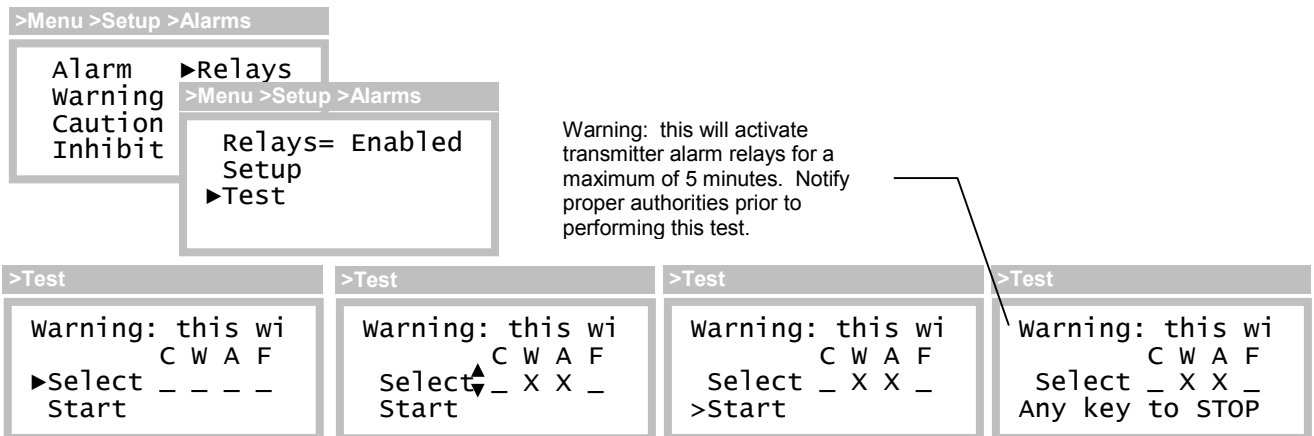 >Menu >Setup >Alarms
Alarm ►Relays
Warning
Caution
Inhibit
>Menu >Setup >Alarms
Relays= Enabled
Setup
►Test
Warning: this will activate
transmitter alarm relays for a
maximum of 5 minutes. Notify
proper authorities prior to
performing this test.
>Test
Warning: this wi
C W A F
►Select _ _ _ _
Start
>Test
Warning: this wi
C W A F
Select _ X X _
Start
>Test
Warning: this wi
C W A F
Select _ X X _
>Start
>Test
Warning: this wi
C W A F
Select _ X X _
Any key to STOP